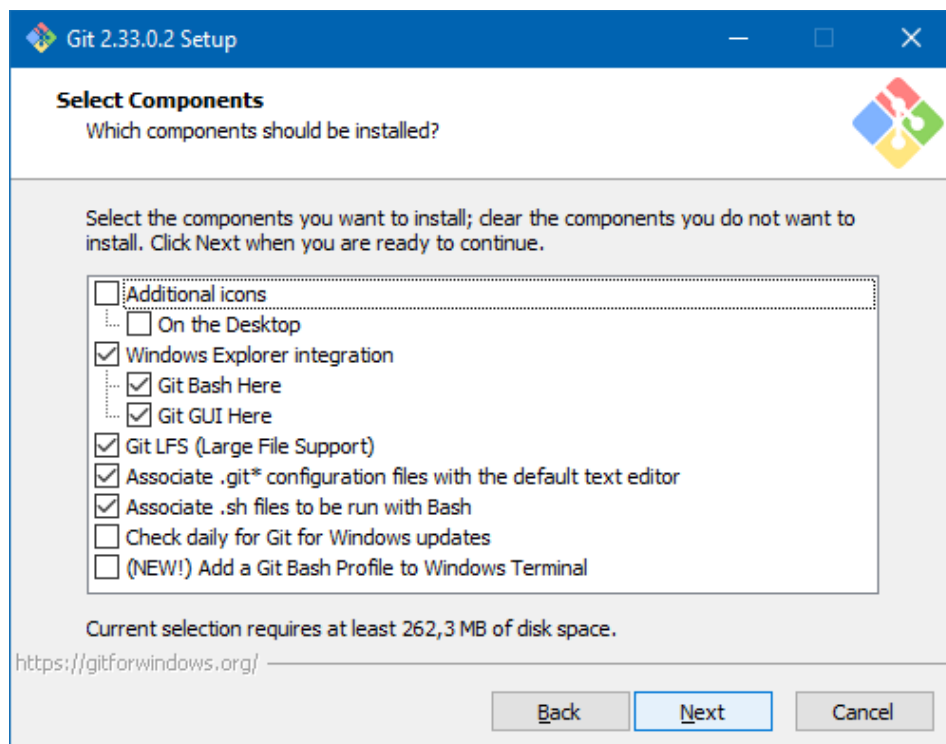 Git 2.33.0.2 Setup
Select Components
Which components should be installed?
Select the components you want to install; clear the components you do not want to
install. Click Next when you are ready to continue.
Additional icons
On the Desktop
Windows Explorer integration
Git Bash Here
Git GUI Here
Git LFS (Large File Support)
Associate .git* configuration files with the default text editor
Associate .sh files to be run with Bash
Check daily for Git for Windows updates
(NEW!) Add a Git Bash Profile to Windows Terminal
Current selection requires at least 262,3 MB of disk space.
https://gitforwindows.org/
Back Next Cancel